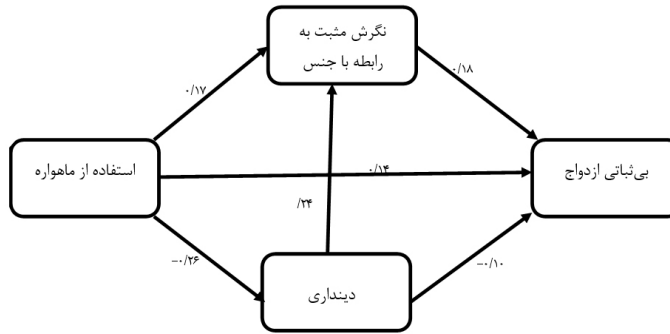 نگرش مثبت به
رابطه با جنس
۰/۱۷
۰/۱۸
استفاده از ماهواره
۰/۱۴
بی‌ثباتی ازدواج
/۲۴
-۰/۲۶
-۰/۱۰
دینداری